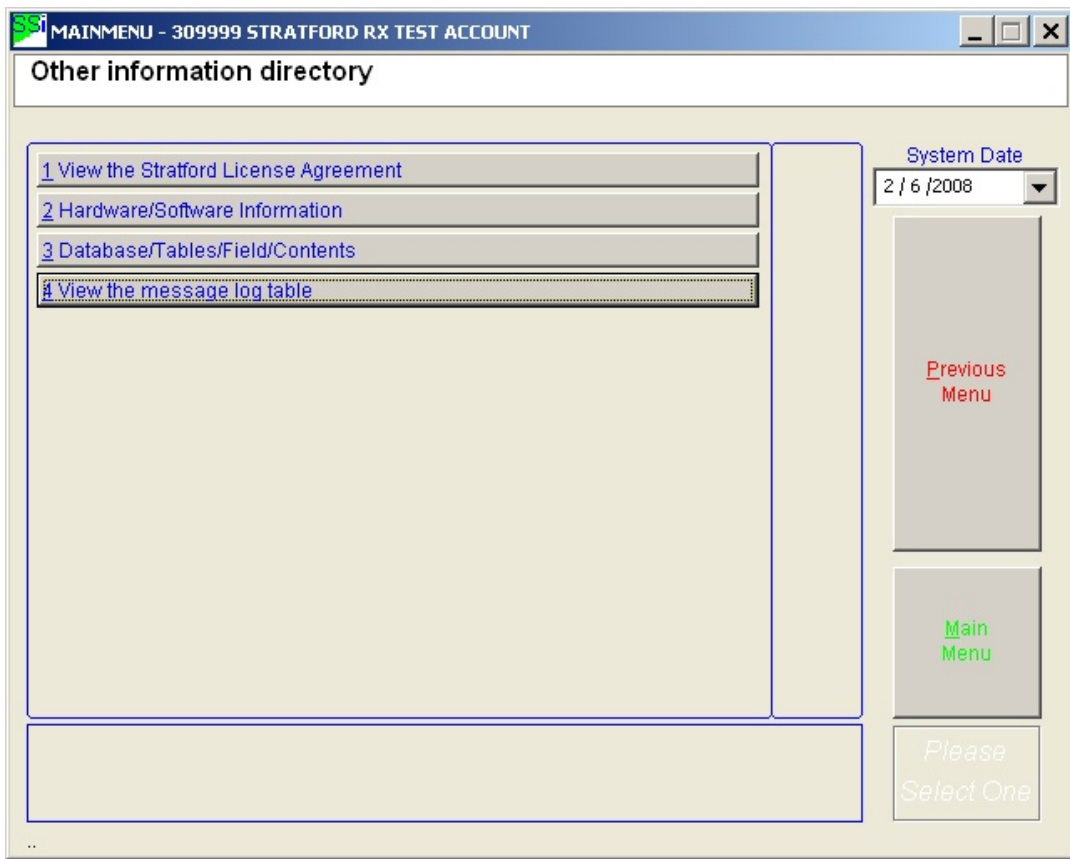 SSi MAINMENU - 309999 STRATFORD RX TEST ACCOUNT
Other information directory
1 View the Stratford License Agreement
2 Hardware/Software Information
3 Database/Tables/Field/Contents
4 View the message log table
System Date
2 / 6 /2008
Previous
Menu
Main
Menu
Please
Select One
..